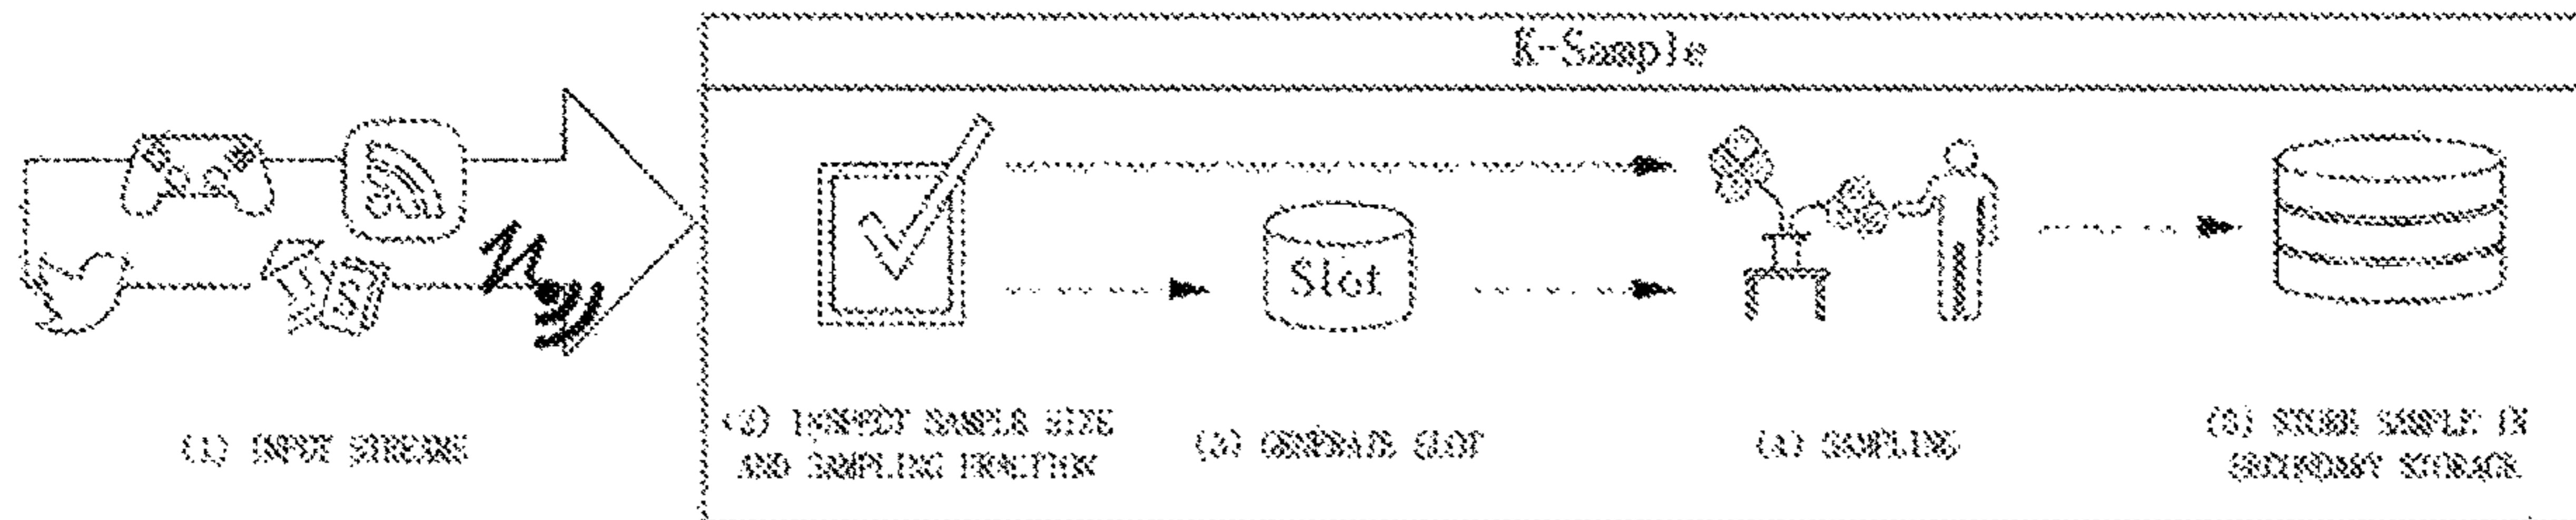 K-Sample
Slot
(1) INPUT STREAMS
(2) INSPECT SAMPLE SIZE
AND SAMPLING FRACTION
(3) GENERATE SLOT
(4) SAMPLING
(5) STORE SAMPLE IN
SECONDARY STORAGE